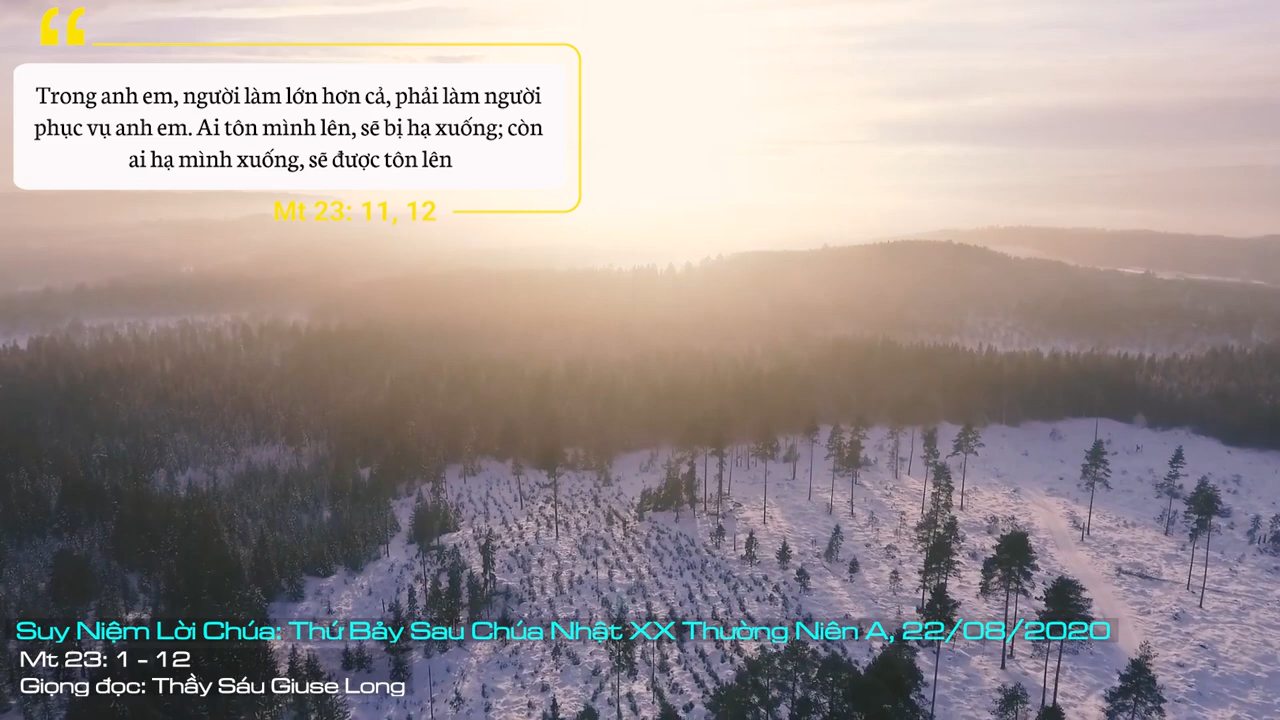 Trong anh em, người làm lớn hơn cả, phải làm người
phục vụ anh em. Ai tôn mình lên, sẽ bị hạ xuống; còn
ai hạ mình xuống, sẽ được tôn lên
Mt 23: 11, 12
Suy Niệm Lời Chúa: Thứ Bảy Sau Chúa Nhật XX Thường Niên A, 22/08/2020
Mt 23: 1 - 12
Giọng đọc: Thầy Sáu Giuse Long